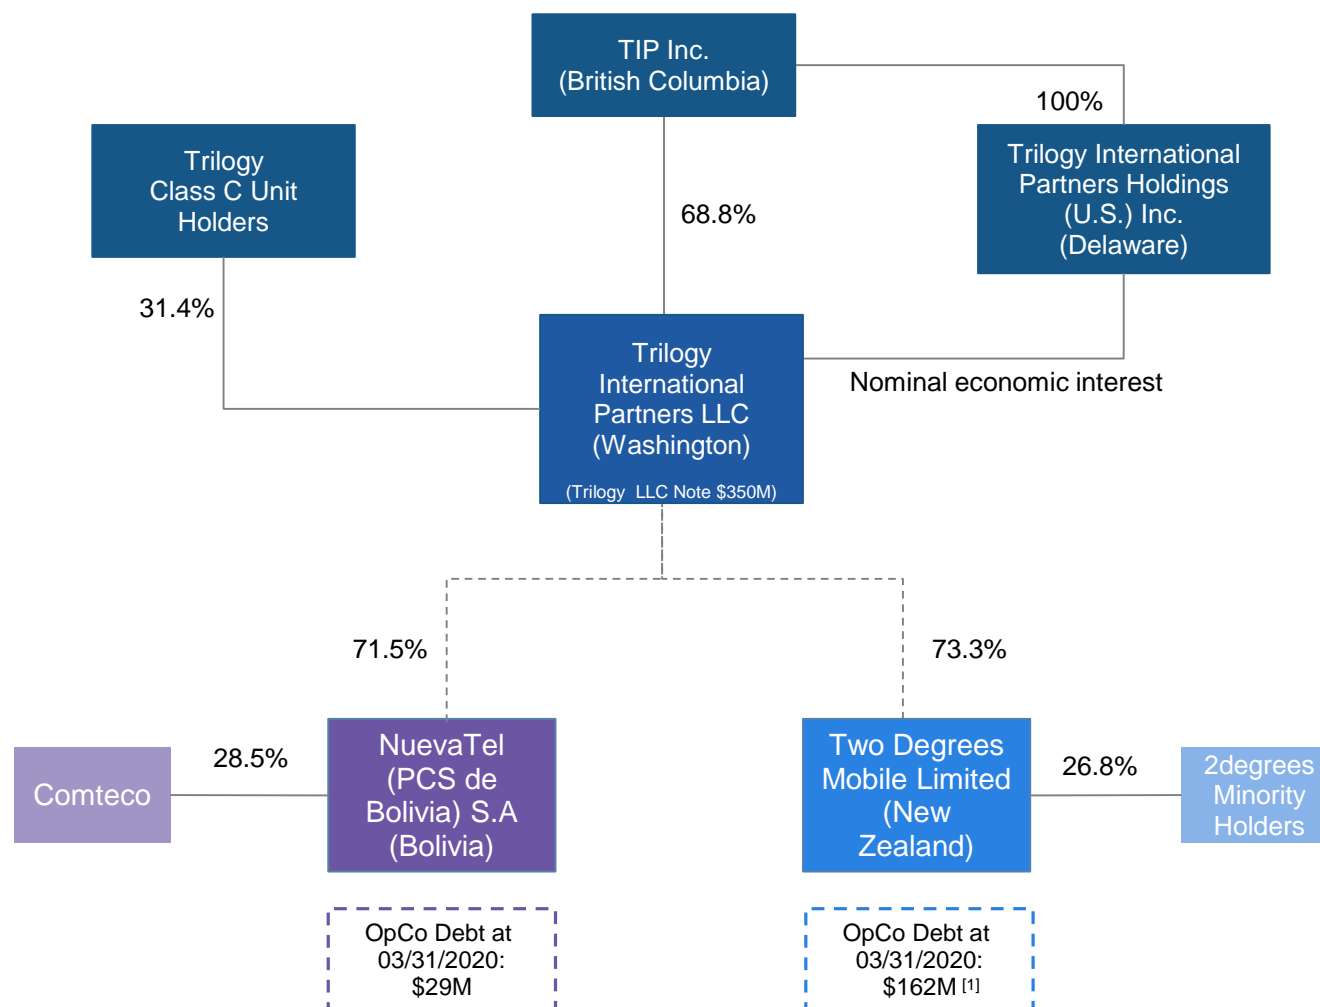 TIP Inc.
(British Columbia)
100%
Trilogy
Class C Unit
Holders
Trilogy International
Partners Holdings
(U.S.) Inc.
(Delaware)
68.8%
31.4%
Trilogy
International
Partners LLC
(Washington)
(Trilogy LLC Note $350M)
Nominal economic interest
71.5%
73.3%
Comteco
28.5%
NuevaTel
(PCS de
Bolivia) S.A
(Bolivia)
Two Degrees
Mobile Limited
(New
Zealand)
26.8%
2degrees
Minority
Holders
OpCo Debt at
03/31/2020:
$29M
OpCo Debt at
03/31/2020:
$162M [1]